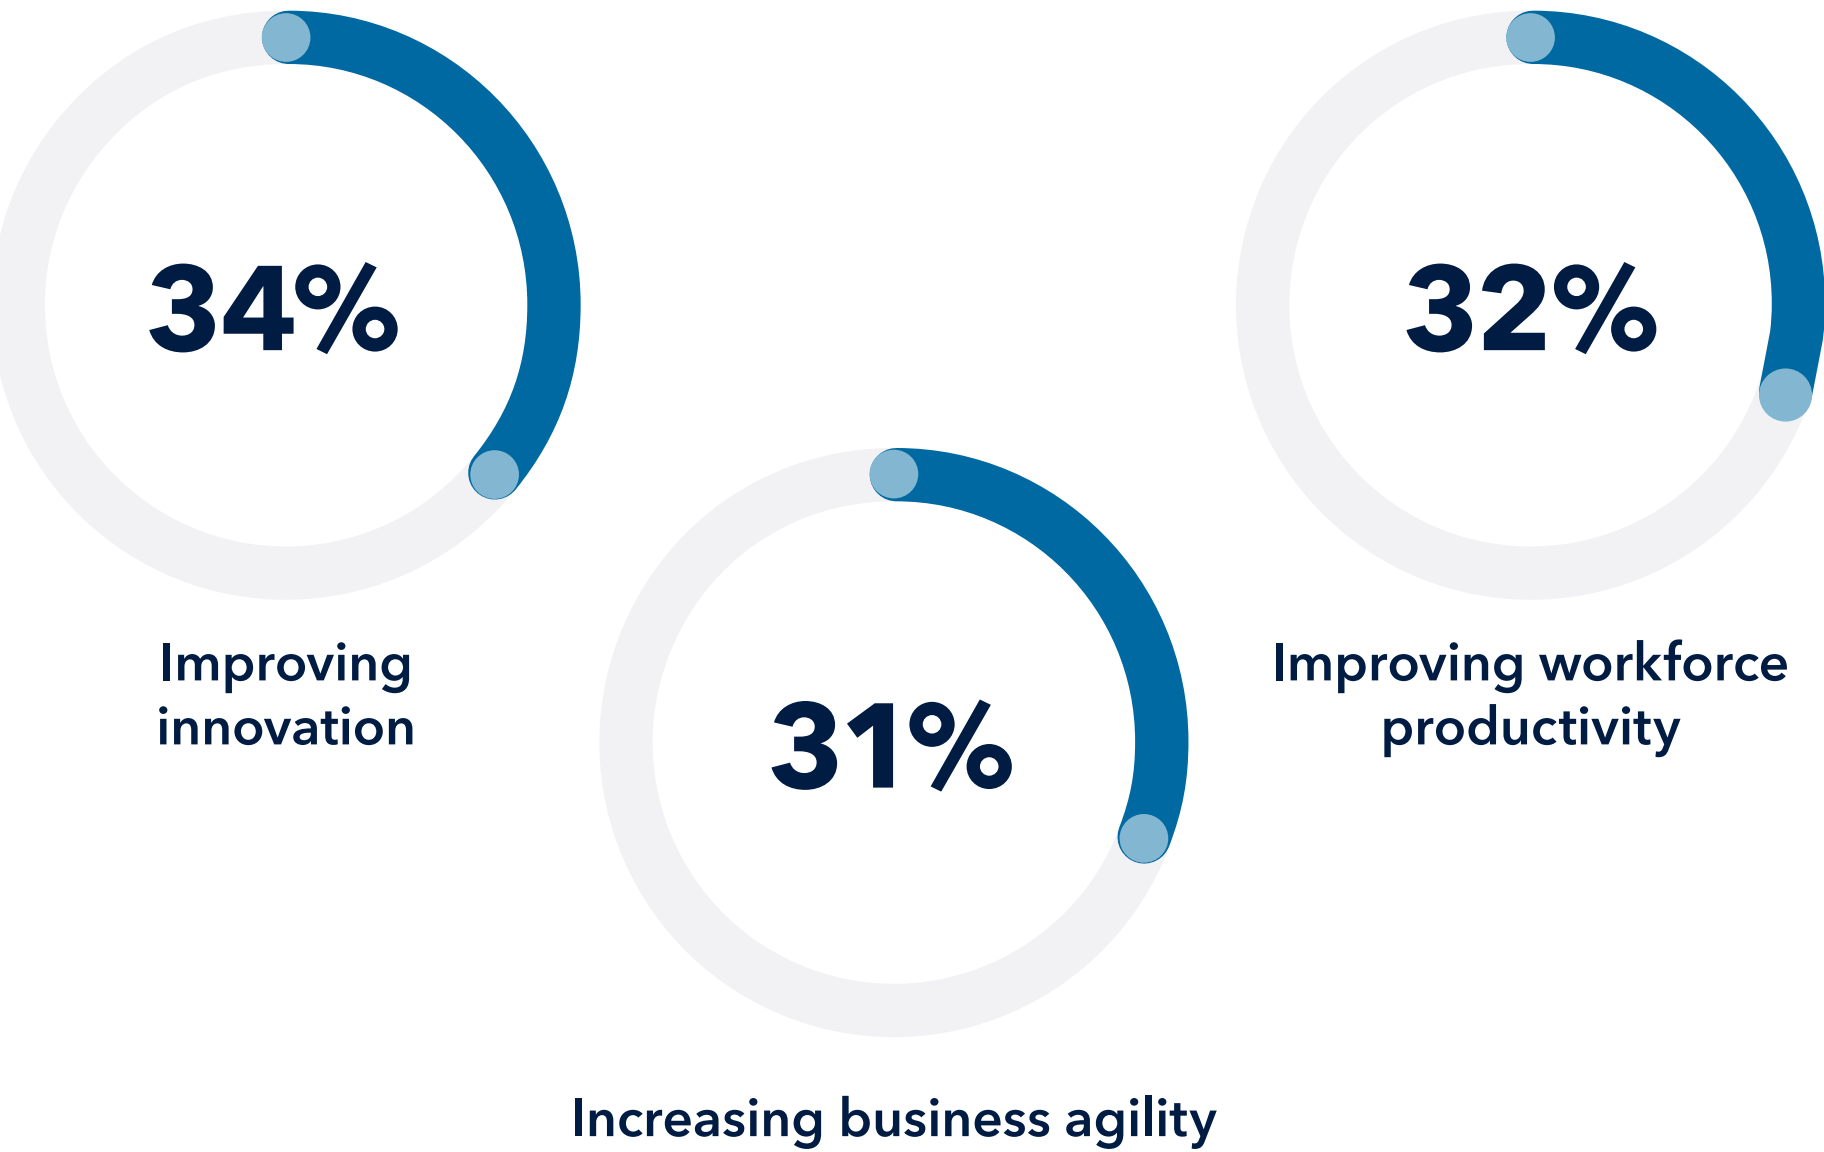 34%
Improving
innovation
31%
Increasing business agility
32%
Improving workforce
productivity